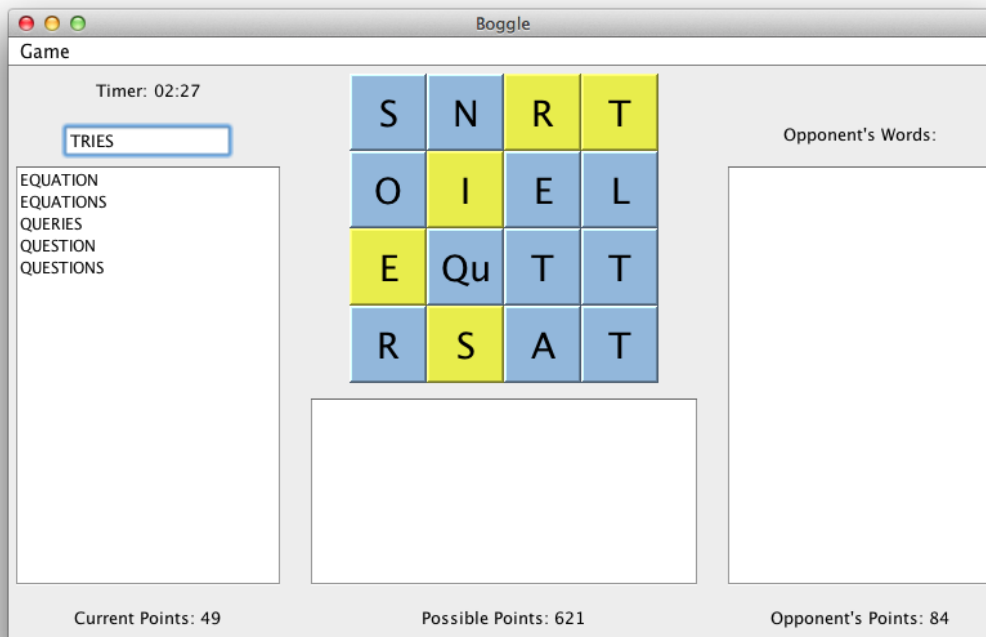 Boggle
Game
Timer: 02:27
TRIES
EQUATION
EQUATIONS
QUERIES
QUESTION
QUESTIONS
S N R T
O I E L
E Qu T T
R S A T
Opponent's Words:
Current Points: 49
Possible Points: 621
Opponent's Points: 84